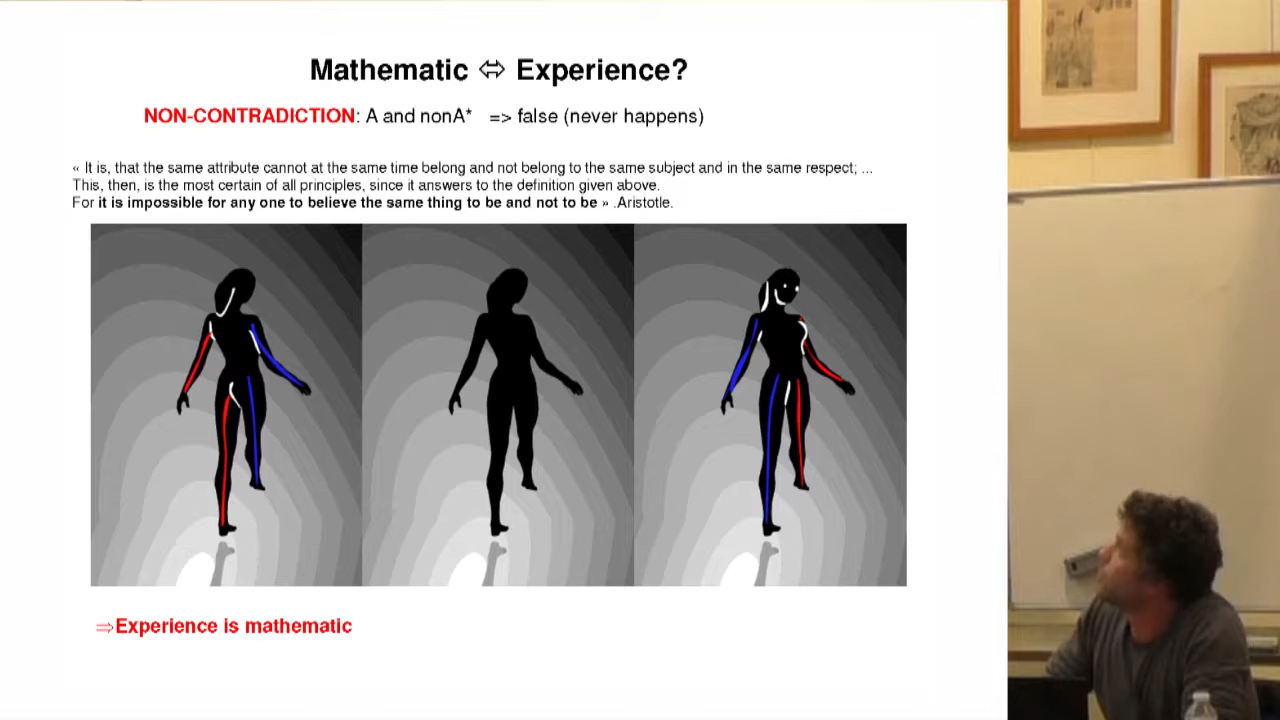 Mathematic ⇔ Experience?
NON-CONTRADICTION: A and nonA* => false (never happens)
« It is, that the same attribute cannot at the same time belong and not belong to the same subject and in the same respect; ...
This, then, is the most certain of all principles, since it answers to the definition given above.
For it is impossible for any one to believe the same thing to be and not to be » .Aristotle.
⇒Experience is mathematic